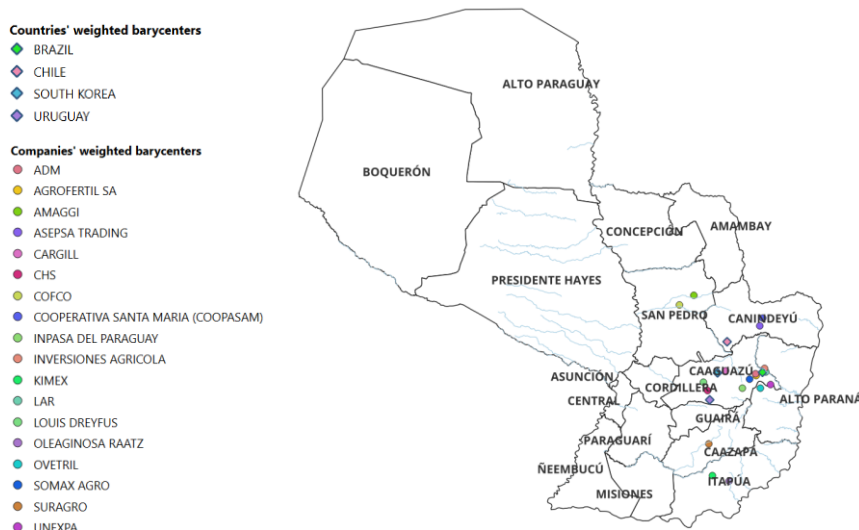 Countries' weighted barycenters
BRAZIL
CHILE
SOUTH KOREA
URUGUAY
Companies' weighted barycenters
ADM
AGROFERTIL SA
AMAGGI
ASEPSA TRADING
CARGILL
CHS
COFCO
COOPERATIVA SANTA MARIA (COOPASAM)
INPASA DEL PARAGUAY
INVERSIONES AGRICOLA
KIMEX
LAR
LOUIS DREYFUS
OLEAGINOSA RAATZ
OVETRIL
SOMAX AGRO
SURAGRO
UNEXPA
ALTO PARAGUAY
BOQUERÓN
CONCEPCIÓN
AMAMBAY
PRESIDENTE HAYES
SAN PEDRO
CANINDEYÚ
ASUNCIÓN
CAAGUAZÚ
CORDILLERA
CENTRAL
ALTO PARANÁ
GUAIRÁ
PARAGUARÍ
CAAZAPÁ
ÑEEMBUCÚ
ITAPÚA
MISIONES